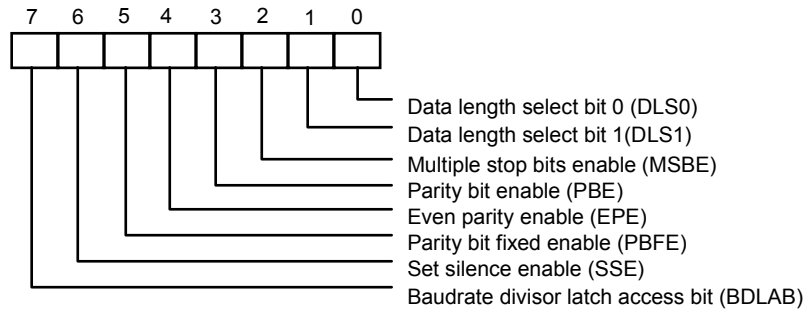 7 6 5 4 3 2 1 0
Data length select bit 0 (DLS0)
Data length select bit 1(DLS1)
Multiple stop bits enable (MSBE)
Parity bit enable (PBE)
Even parity enable (EPE)
Parity bit fixed enable (PBFE)
Set silence enable (SSE)
Baudrate divisor latch access bit (BDLAB)